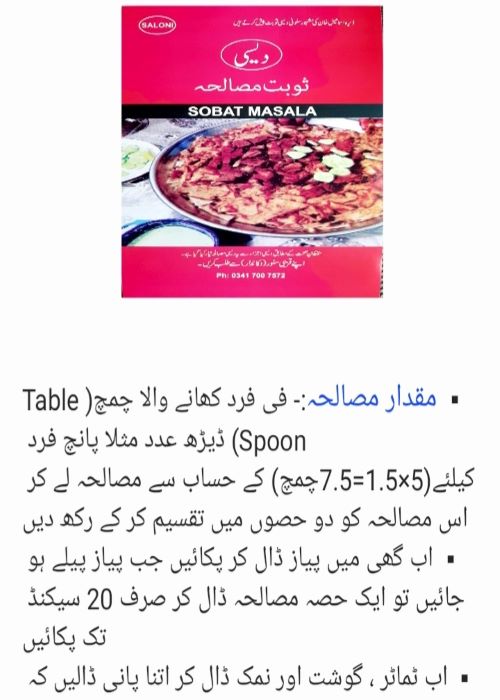 SALONI
دیسی
ثوبت مصالحہ
SOBAT MASALA
Ph: 0341 700 7572
▪ مقدار مصالحہ:- فی فرد کھانے والا چمچ( Table
Spoon) ڈیڑھ عدد مثلا پانچ فرد
کیلئے(5×1.5=7.5چمچ) کے حساب سے مصالحہ لے کر
اس مصالحہ کو دو حصوں میں تقسیم کر کے رکھ دیں
▪ اب گھی میں پیاز ڈال کر پکائیں جب پیاز پیلے ہو
جائیں تو ایک حصہ مصالحہ ڈال کر صرف 20 سیکنڈ
تک پکائیں
▪ اب ٹماٹر ، گوشت اور نمک ڈال کر اتنا پانی ڈالیں کہ